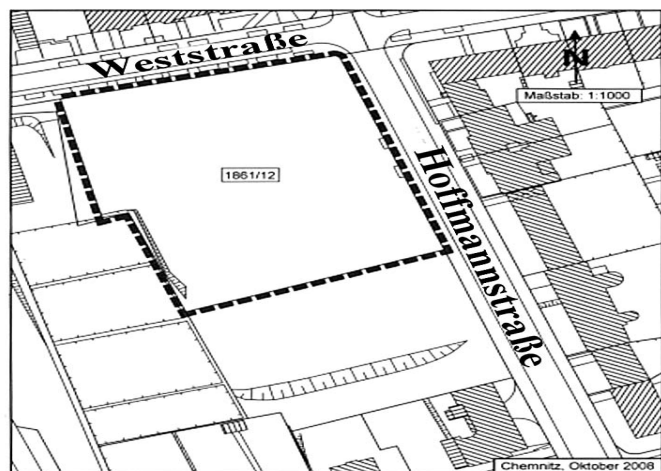 Weststraße
N
Maßstab: 1:1000
1861/12
Hoffmannstraße
Chemnitz, Oktober 2008